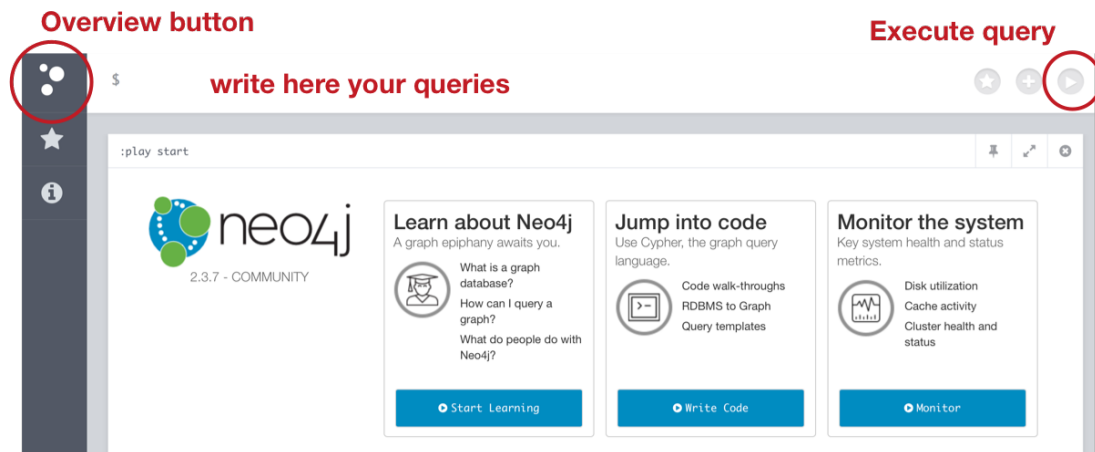 Overview button
Execute query
$
write here your queries
:play start
neo4j
2.3.7 - COMMUNITY
Learn about Neo4j
A graph epiphany awaits you.
What is a graph
database?
How can I query a
graph?
What do people do with
Neo4j?
Start Learning
Jump into code
Use Cypher, the graph query
language.
Code walk-throughs
RDBMS to Graph
Query templates
Write Code
Monitor the system
Key system health and status
metrics.
Disk utilization
Cache activity
Cluster health and
status
Monitor